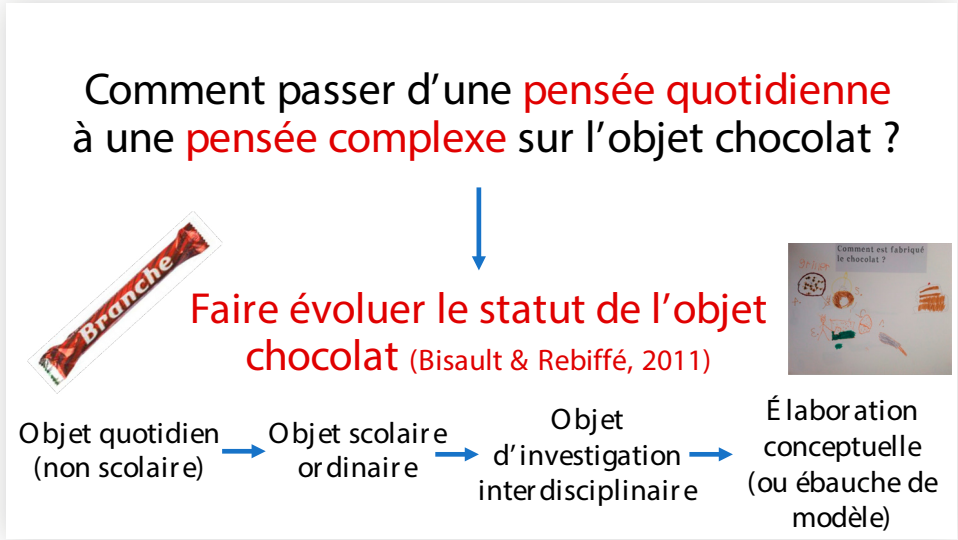 Comment passer d’une pensée quotidienne
à une pensée complexe sur l’objet chocolat ?
Branche
Comment est fabriqué
le chocolat ?
Faire évoluer le statut de l’objet
chocolat (Bisault & Rebiffé, 2011)
Objet quotidien
(non scolaire)
Objet scolaire
ordinaire
Objet
d’investigation
interdisciplinaire
Élaboration
conceptuelle
(ou ébauche de
modèle)